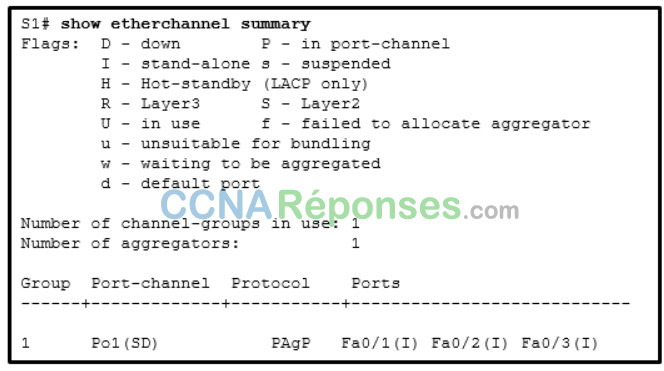 S1# show etherchannel summary
Flags: D - down P - in port-channel
I - stand-alone s - suspended
H - Hot-standby (LACP only)
R - Layer3 S - Layer2
U - in use f - failed to allocate aggregator
u - unsuitable for bundling
w - waiting to be aggregated
d - default port
CCNARéponses.com
Number of channel-groups in use: 1
Number of aggregators: 1
Group Port-channel Protocol Ports
------+-------------+-----------+----------------------------
1 Po1(SD) PAgP Fa0/1(I) Fa0/2(I) Fa0/3(I)